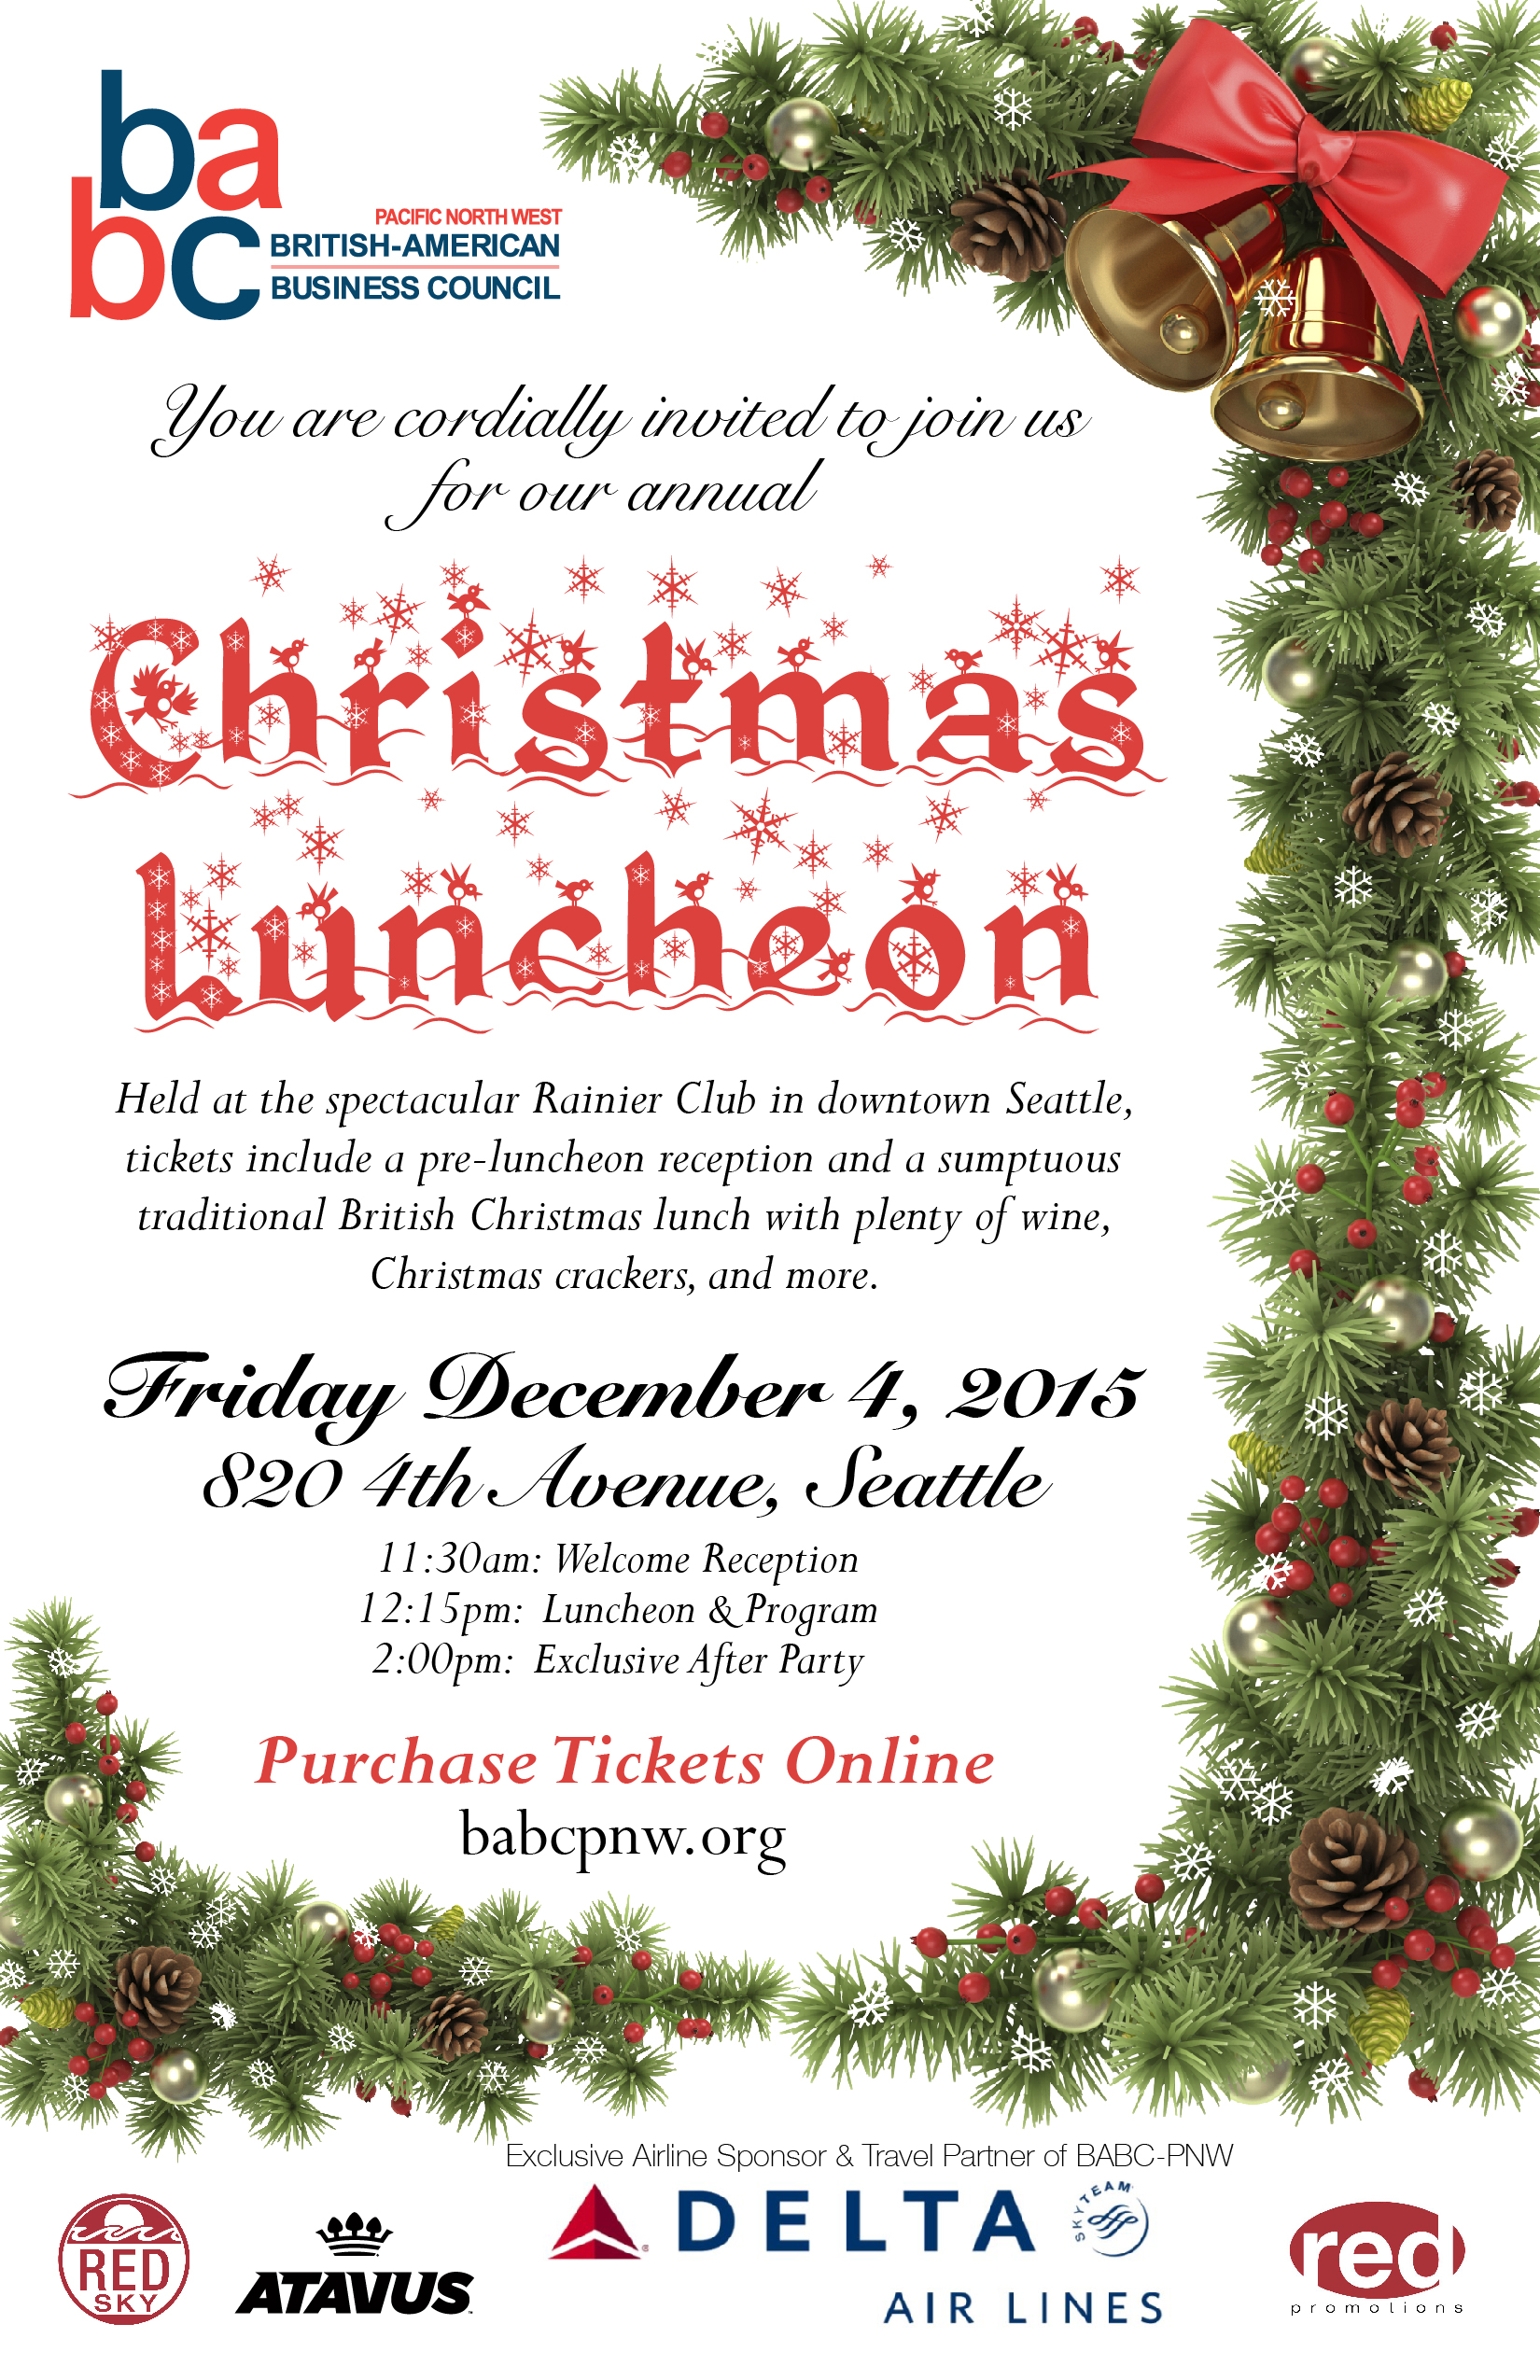 ba
bc
PACIFIC NORTH WEST
BRITISH-AMERICAN
BUSINESS COUNCIL
You are cordially invited to join us
for our annual
Christmas
Luncheon
Held at the spectacular Rainier Club in downtown Seattle,
tickets include a pre-luncheon reception and a sumptuous
traditional British Christmas lunch with plenty of wine,
Christmas crackers, and more.
Friday December 4, 2015
820 4th Avenue, Seattle
11:30am: Welcome Reception
12:15pm: Luncheon & Program
2:00pm: Exclusive After Party
Purchase Tickets Online
babcpnw.org
Exclusive Airline Sponsor & Travel Partner of BABC-PNW
RED
SKY
ATAVUS
DELTA
SKYTEAM
AIR LINES
red
promotions